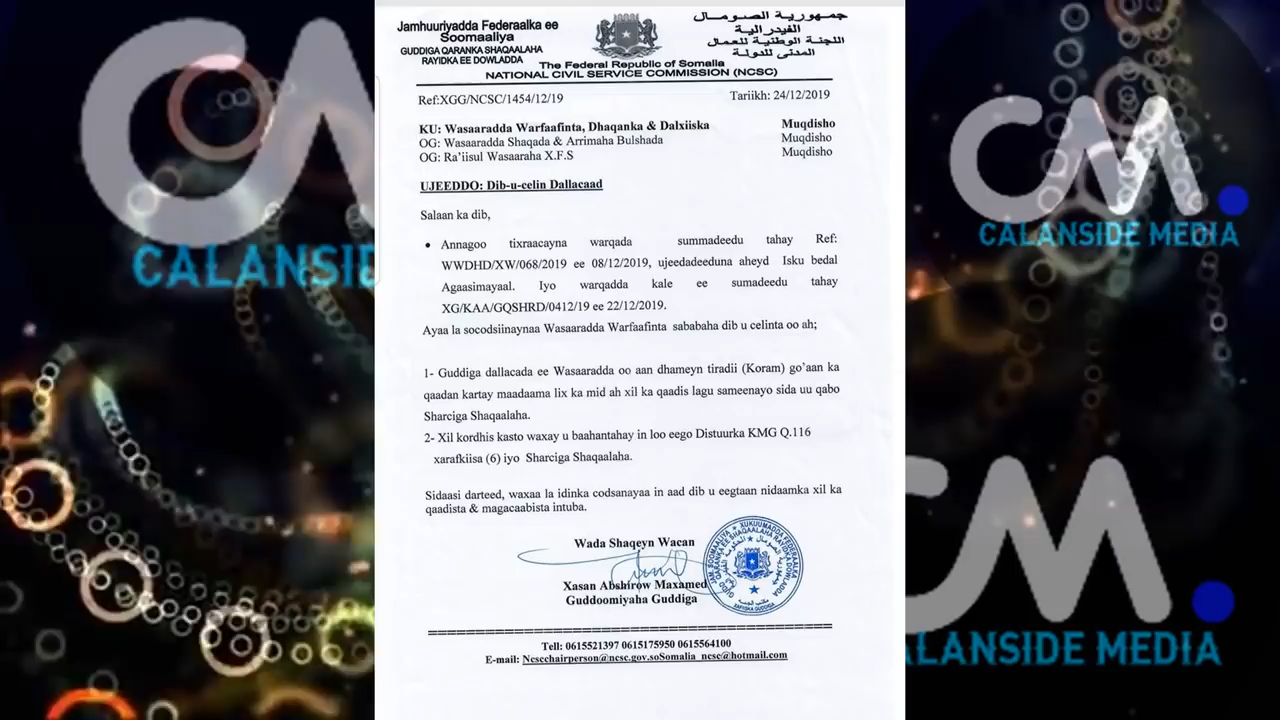 Jamhuuriyadda Federaalka ee
Soomaaliya
GUDDIGA QARANKA SHAQAALAHA
RAYIDKA EE DOWLADDA
جمهورية الصومال
الفيدرالية
اللجنة الوطنية للعمال
المدنى للدولة
The Federal Republic of Somalia
NATIONAL CIVIL SERVICE COMMISSION (NCSC)
Ref:XGG/NCSC/1454/12/19 Tariikh: 24/12/2019
KU: Wasaaradda Warfaafinta, Dhaqanka & Dalxiiska Muqdisho
OG: Wasaaradda Shaqada & Arrimaha Bulshada Muqdisho
OG: Ra'iisul Wasaaraha X.F.S Muqdisho
UJEEDDO: Dib-u-celin Dallacaad
Salaan ka dib,
• Annagoo tixraacayna warqada summadeedu tahay Ref:
WWDHD/XW/068/2019 ee 08/12/2019, ujeedadeeduna aheyd Isku bedal
Agaasimayaal. Iyo warqadda kale ee sumadeedu tahay
XG/KAA/GQSHRD/0412/19 ee 22/12/2019.
Ayaa la socodsiinaynaa Wasaaradda Warfaafinta sababaha dib u celinta oo ah;
1- Guddiga dallacada ee Wasaaradda oo aan dhameyn tiradii (Koram) go'aan ka
qaadan kartay maadaama lix ka mid ah xil ka qaadis lagu sameenayo sida uu qabo
Sharciga Shaqaalaha.
2- Xil kordhis kasto waxay u baahantahay in loo eego Distuurka KMG Q.116
xarafkiisa (6) iyo Sharciga Shaqaalaha.
Sidaasi darteed, waxaa la idinka codsanayaa in aad dib u eegtaan nidaamka xil ka
qaadista & magacaabista intuba.
Wada Shaqeyn Wacan
Xasan Abshirow Maxamed
Guddoomiyaha Guddiga
Tell: 0615521397 0615175950 0615564100
E-mail: Ncscchairperson@ncsc.gov.soSomalia_ncsc@hotmail.com
CA
CALANSID
CM.
CALANSIDE MEDIA
M.
ALANSIDE MEDIA